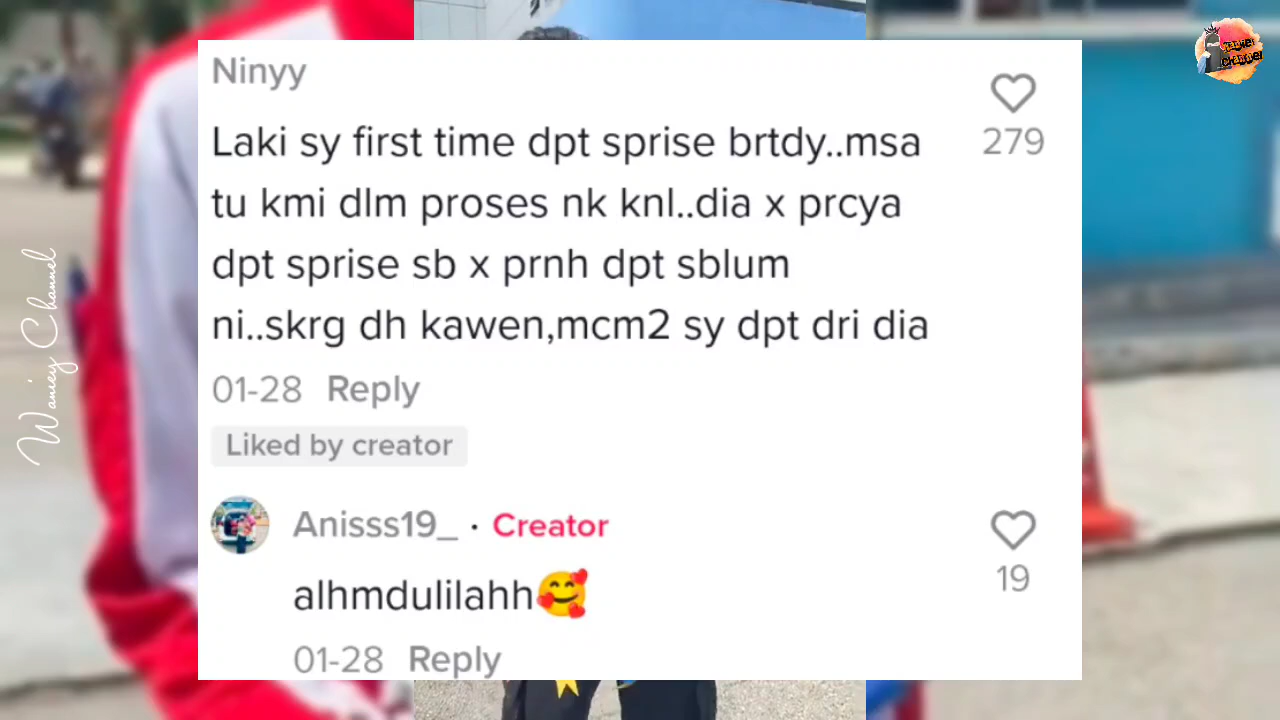 Ninyy
279
Laki sy first time dpt sprise brtdy..msa
tu kmi dlm proses nk knl..dia x prcya
dpt sprise sb x prnh dpt sblum
ni..skrg dh kawen,mcm2 sy dpt dri dia
01-28 Reply
Liked by creator
Anisss19_ · Creator
alhmdulilahh🥰
19
01-28 Reply
Waniey Channel